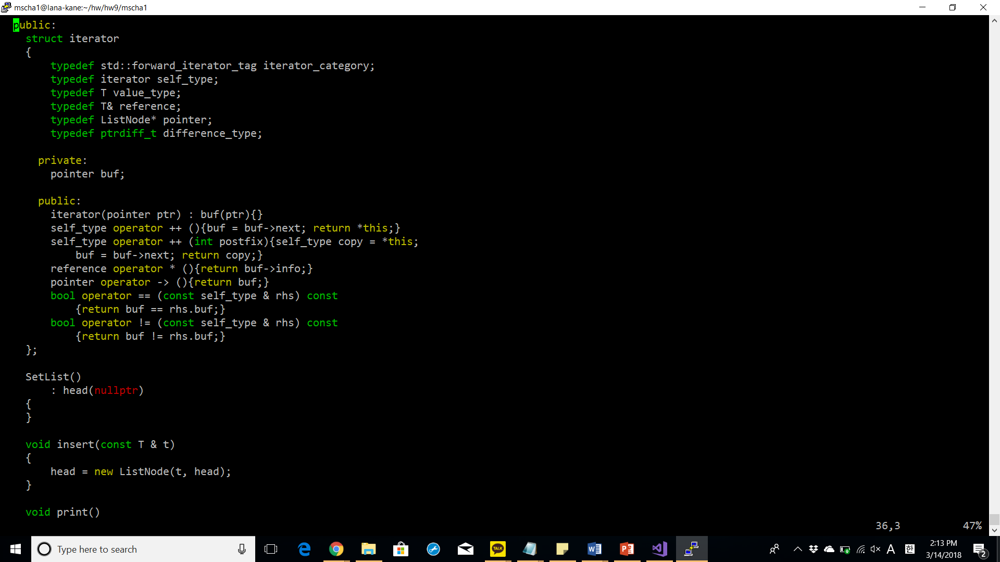 mscha1@lana-kane:~/hw/hw9/mscha1
public:
struct iterator
{
typedef std::forward_iterator_tag iterator_category;
typedef iterator self_type;
typedef T value_type;
typedef T& reference;
typedef ListNode* pointer;
typedef ptrdiff_t difference_type;
private:
pointer buf;
public:
iterator(pointer ptr) : buf(ptr){}
self_type operator ++ (){buf = buf->next; return *this;}
self_type operator ++ (int postfix){self_type copy = *this;
buf = buf->next; return copy;}
reference operator * (){return buf->info;}
pointer operator -> (){return buf;}
bool operator == (const self_type & rhs) const
{return buf == rhs.buf;}
bool operator != (const self_type & rhs) const
{return buf != rhs.buf;}
};
SetList()
: head(nullptr)
{
}
void insert(const T & t)
{
head = new ListNode(t, head);
}
void print()
36,3 47%
Type here to search
TALK
A 한
2:13 PM
3/14/2018
2